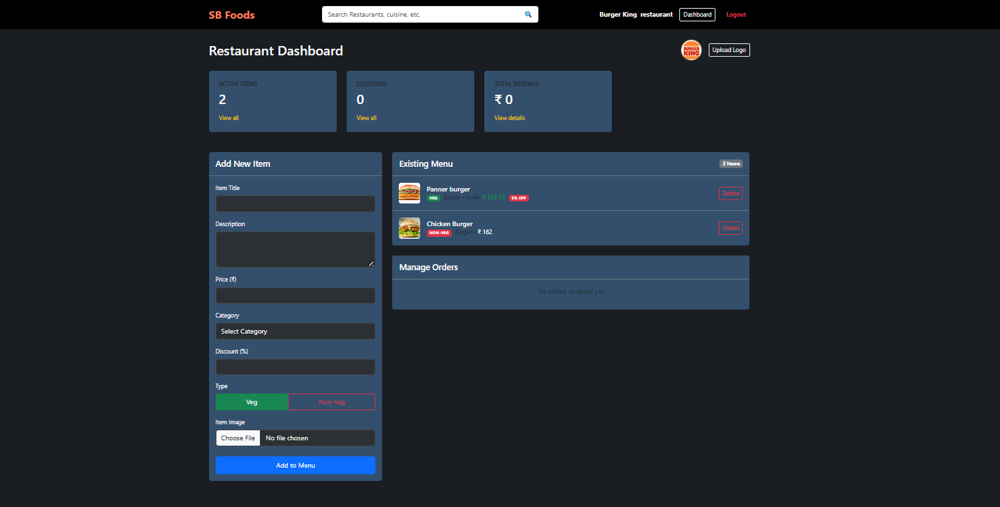 SB Foods
Search Restaurants, cuisine, etc.
Burger King restaurant
Dashboard
Logout
Restaurant Dashboard
BURGER
KING
Upload Logo
ACTIVE ITEMS
2
View all
DELIVERED
0
View all
TOTAL REVENUE
₹ 0
View details
Add New Item
Item Title
Description
Price (₹)
Category
Select Category
Discount (%)
Type
Veg
Non-Veg
Item Image
Choose File
No file chosen
Add to Menu
Existing Menu
2 Items
Panner burger
VEG Burger • ₹ 129 ₹ 122.55 5% OFF
Delete
Chicken Burger
NON-VEG Burger • ₹ 162
Delete
Manage Orders
No orders received yet.